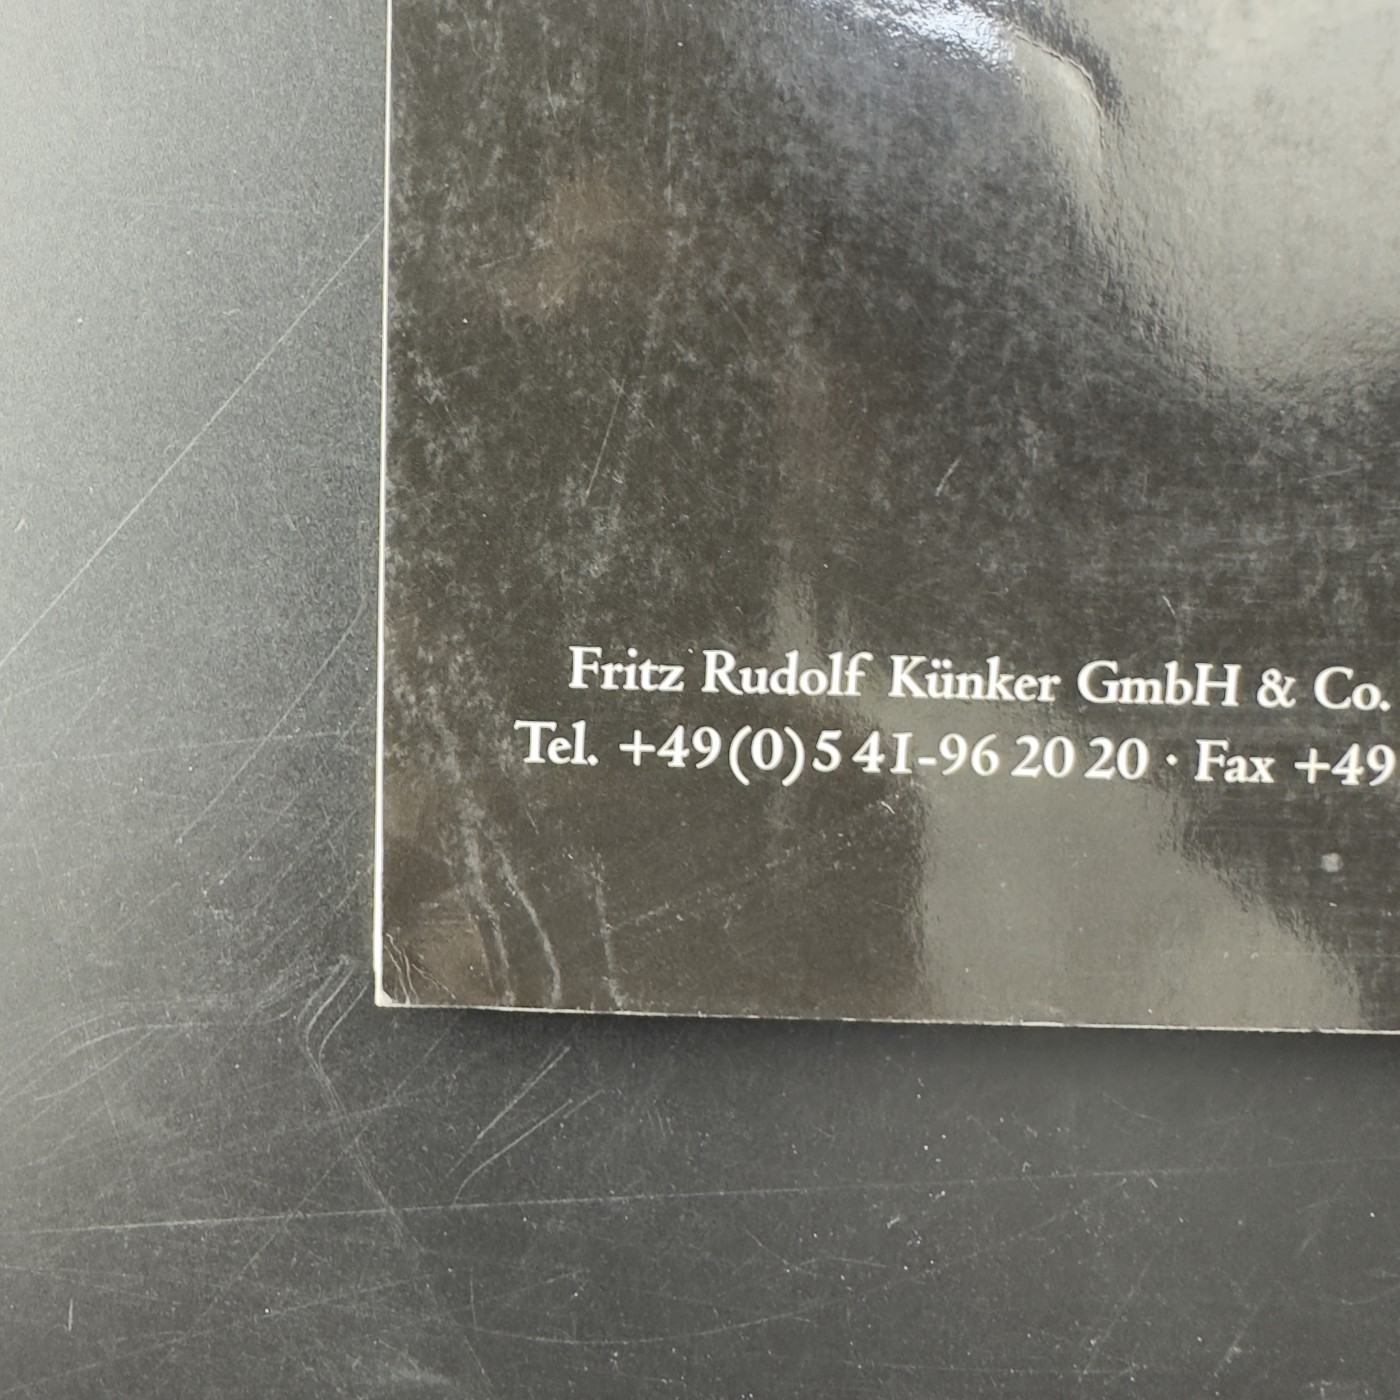 Fritz Rudolf Künker GmbH & Co.
Tel. +49(0)5 41-96 20 20 · Fax +49